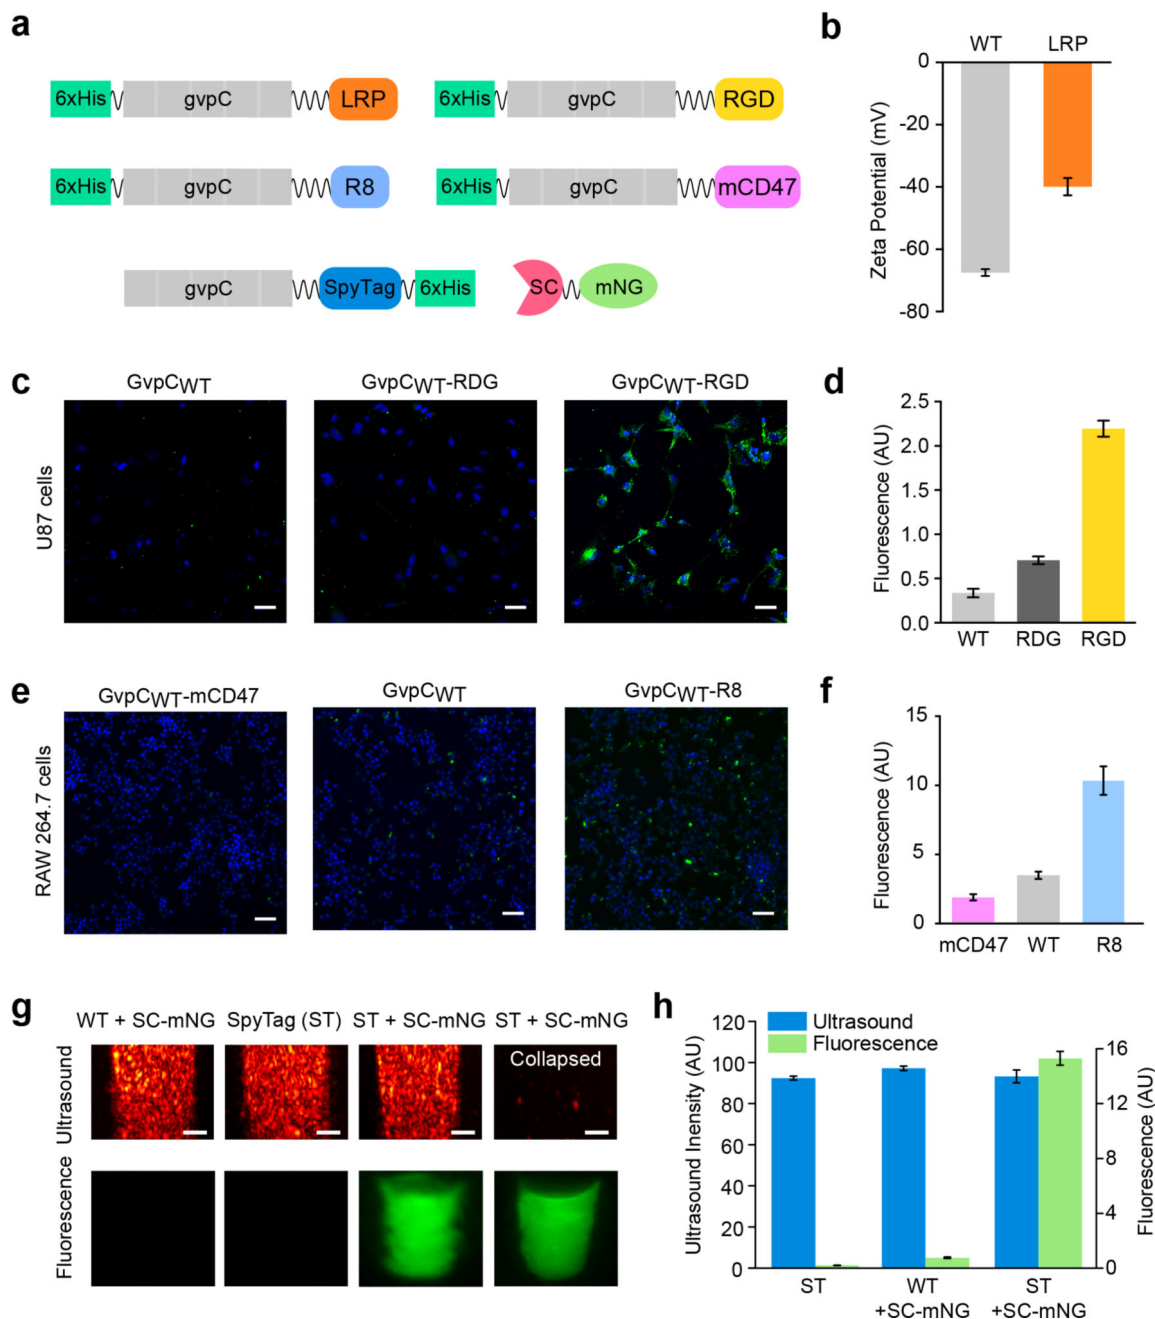 a
6xHis gvpC LRP
6xHis gvpC RGD
6xHis gvpC R8
6xHis gvpC mCD47
gvpC SpyTag 6xHis
SC mNG
b
WT LRP
0
-20
-40
-60
-80
Zeta Potential (mV)
c
GvpCWT GvpCWT-RDG GvpCWT-RGD
U87 cells
d
2.5
2.0
1.5
1.0
0.5
0.0
Fluorescence (AU)
WT RDG RGD
e
GvpCWT-mCD47 GvpCWT GvpCWT-R8
RAW 264.7 cells
f
15
10
5
0
Fluorescence (AU)
mCD47 WT R8
g
WT + SC-mNG SpyTag (ST) ST + SC-mNG ST + SC-mNG
Ultrasound
Collapsed
Fluorescence
h
Ultrasound
Fluorescence
120
100
80
60
40
20
0
Ultrasound Inensity (AU)
16
12
8
4
0
Fluorescence (AU)
ST WT ST
+SC-mNG +SC-mNG